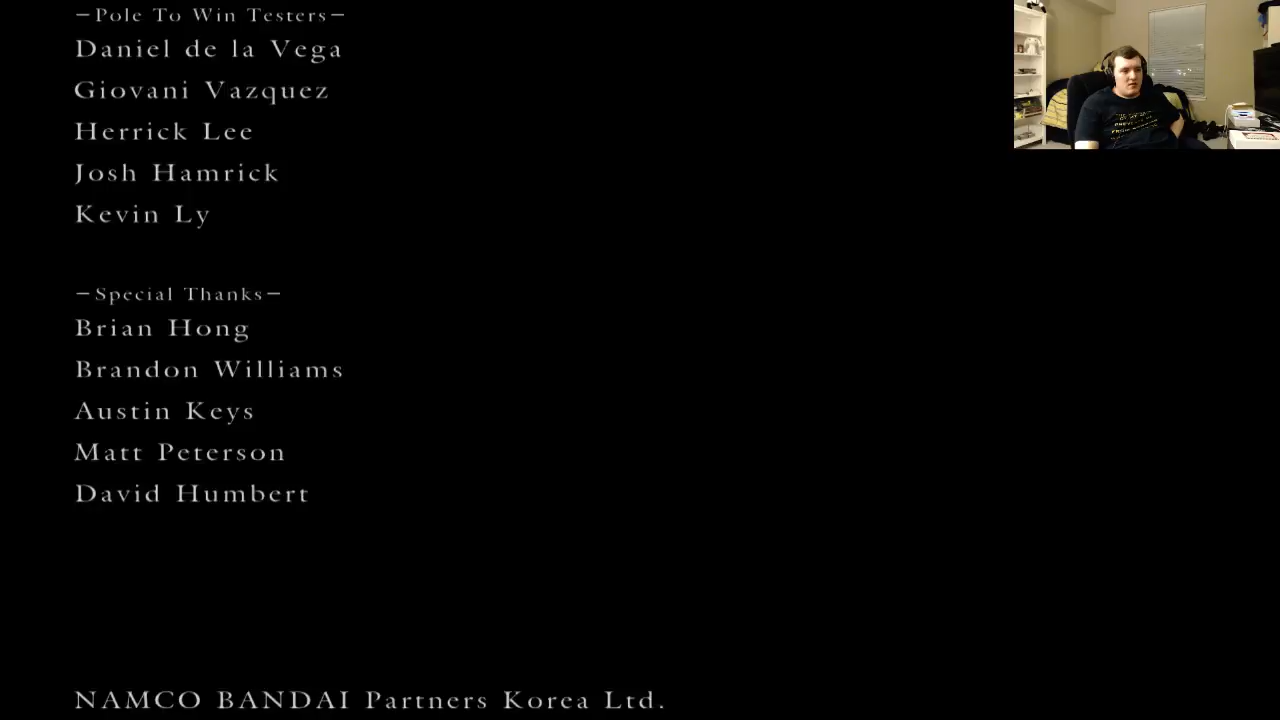 –Pole To Win Testers–
Daniel de la Vega
Giovani Vazquez
Herrick Lee
Josh Hamrick
Kevin Ly
–Special Thanks–
Brian Hong
Brandon Williams
Austin Keys
Matt Peterson
David Humbert
NAMCO BANDAI Partners Korea Ltd.